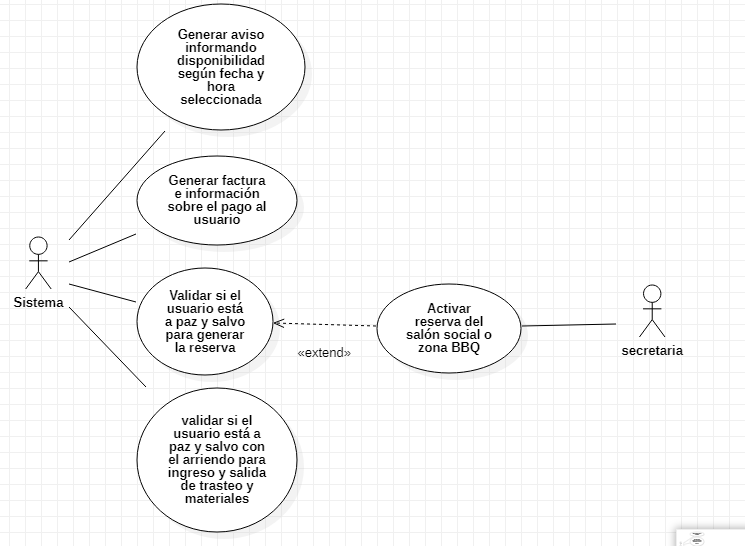 Generar aviso
informando
disponibilidad
según fecha y
hora
seleccionada
Generar factura
e información
sobre el pago al
usuario
Sistema
Validar si el
usuario está
a paz y salvo
para generar
la reserva
«extend»
Activar
reserva del
salón social o
zona BBQ
secretaria
validar si el
usuario está a
paz y salvo con
el arriendo para
ingreso y salida
de trasteo y
materiales